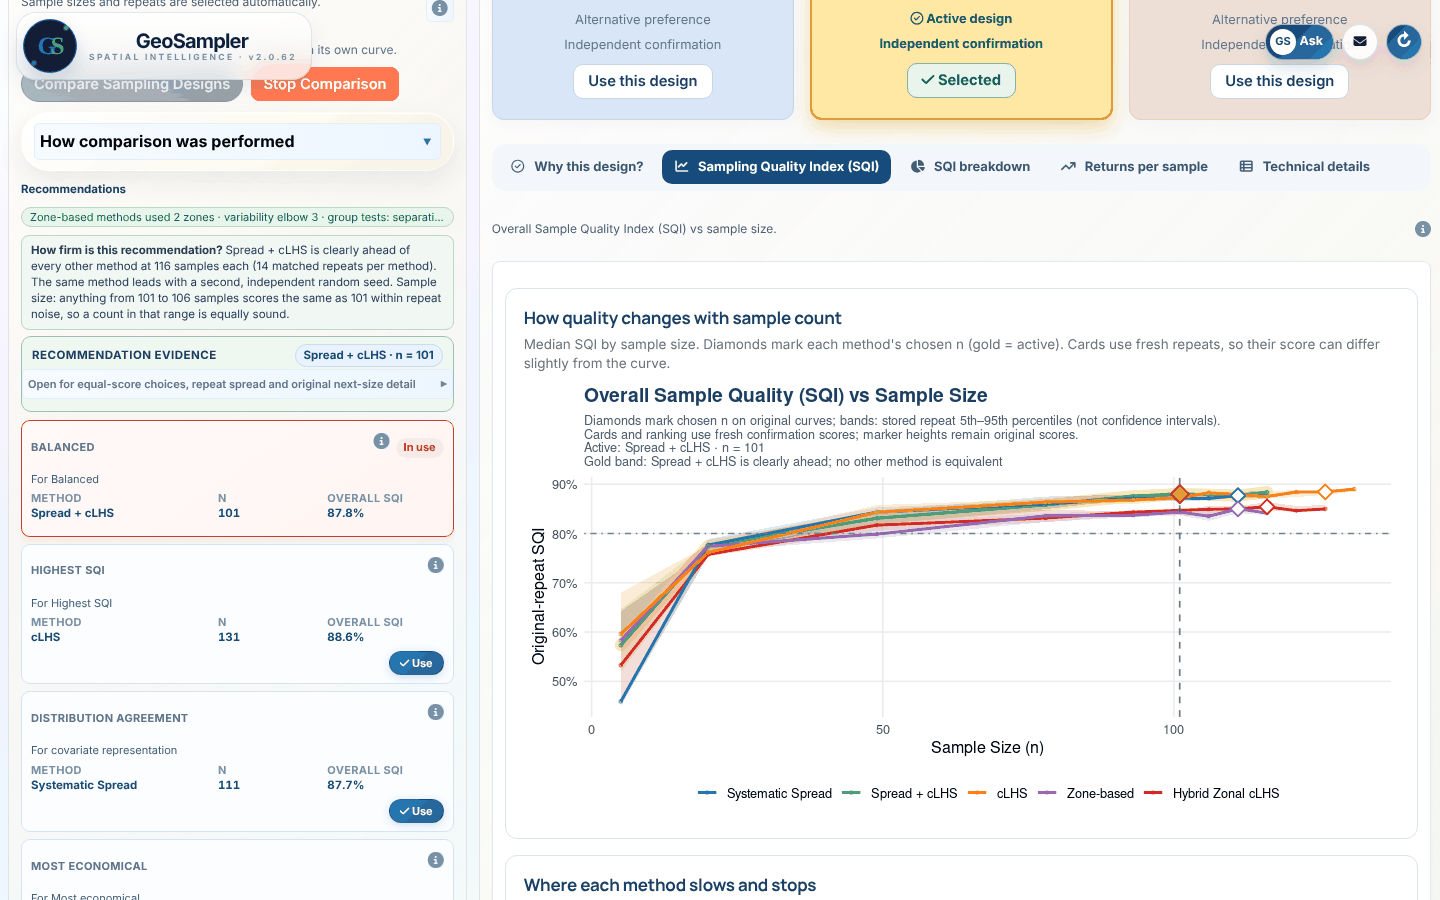 Sample sizes and repeats are selected automatically.
GeoSampler
SPATIAL INTELLIGENCE · v2.0.62
its own curve.
Compare Sampling Designs
Stop Comparison
How comparison was performed
Recommendations
Zone-based methods used 2 zones · variability elbow 3 · group tests: separati...
How firm is this recommendation? Spread + cLHS is clearly ahead of
every other method at 116 samples each (14 matched repeats per method).
The same method leads with a second, independent random seed. Sample
size: anything from 101 to 106 samples scores the same as 101 within repeat
noise, so a count in that range is equally sound.
RECOMMENDATION EVIDENCE
Spread + cLHS · n = 101
Open for equal-score choices, repeat spread and original next-size detail
BALANCED
In use
For Balanced
METHOD N OVERALL SQI
Spread + cLHS 101 87.8%
HIGHEST SQI
For Highest SQI
METHOD N OVERALL SQI
cLHS 131 88.6%
Use
DISTRIBUTION AGREEMENT
For covariate representation
METHOD N OVERALL SQI
Systematic Spread 111 87.7%
Use
MOST ECONOMICAL
For Most economical
Alternative preference
Independent confirmation
Use this design
Active design
Independent confirmation
Selected
Alternative preference
Use this design
GS Ask
Why this design?
Sampling Quality Index (SQI)
SQI breakdown
Returns per sample
Technical details
Overall Sample Quality Index (SQI) vs sample size.
How quality changes with sample count
Median SQI by sample size. Diamonds mark each method's chosen n (gold = active). Cards use fresh repeats, so their score can differ
slightly from the curve.
Overall Sample Quality (SQI) vs Sample Size
Diamonds mark chosen n on original curves; bands: stored repeat 5th–95th percentiles (not confidence intervals).
Cards and ranking use fresh confirmation scores; marker heights remain original scores.
Active: Spread + cLHS · n = 101
Gold band: Spread + cLHS is clearly ahead; no other method is equivalent
90%
80%
70%
60%
50%
Original-repeat SQI
0 50 100
Sample Size (n)
Systematic Spread Spread + cLHS cLHS Zone-based Hybrid Zonal cLHS
Where each method slows and stops